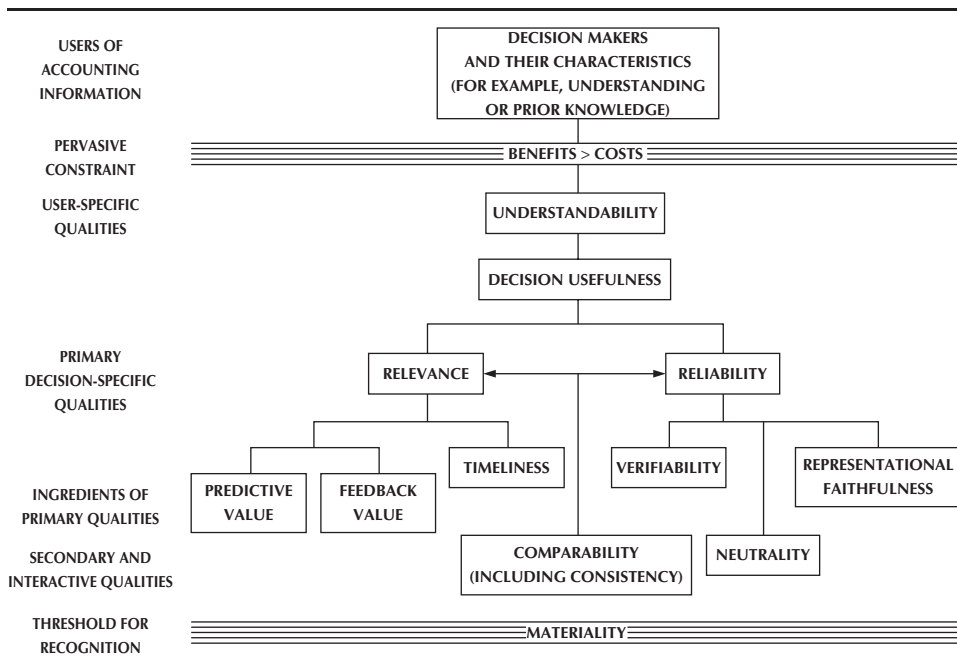 USERS OF
ACCOUNTING
INFORMATION
DECISION MAKERS
AND THEIR CHARACTERISTICS
(FOR EXAMPLE, UNDERSTANDING
OR PRIOR KNOWLEDGE)
PERVASIVE
CONSTRAINT
BENEFITS > COSTS
USER-SPECIFIC
QUALITIES
UNDERSTANDABILITY
DECISION USEFULNESS
PRIMARY
DECISION-SPECIFIC
QUALITIES
RELEVANCE
RELIABILITY
INGREDIENTS OF
PRIMARY QUALITIES
PREDICTIVE
VALUE
FEEDBACK
VALUE
TIMELINESS
VERIFIABILITY
REPRESENTATIONAL
FAITHFULNESS
SECONDARY AND
INTERACTIVE QUALITIES
COMPARABILITY
(INCLUDING CONSISTENCY)
NEUTRALITY
THRESHOLD FOR
RECOGNITION
MATERIALITY